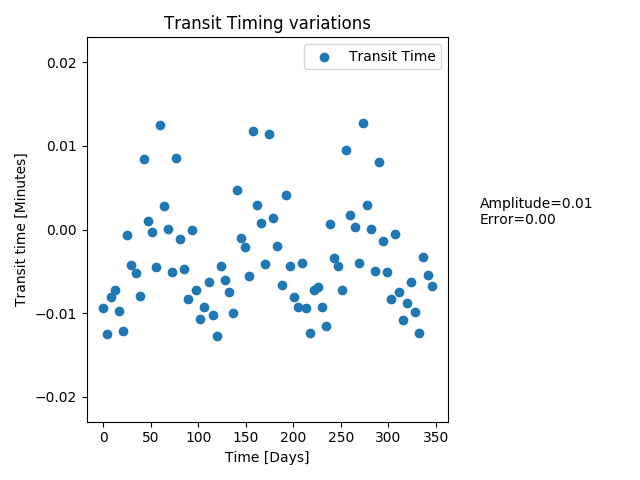 Transit Timing variations
Transit Time
0.02
0.01
0.00
−0.01
−0.02
Transit time [Minutes]
0 50 100 150 200 250 300 350
Time [Days]
Amplitude=0.01
Error=0.00